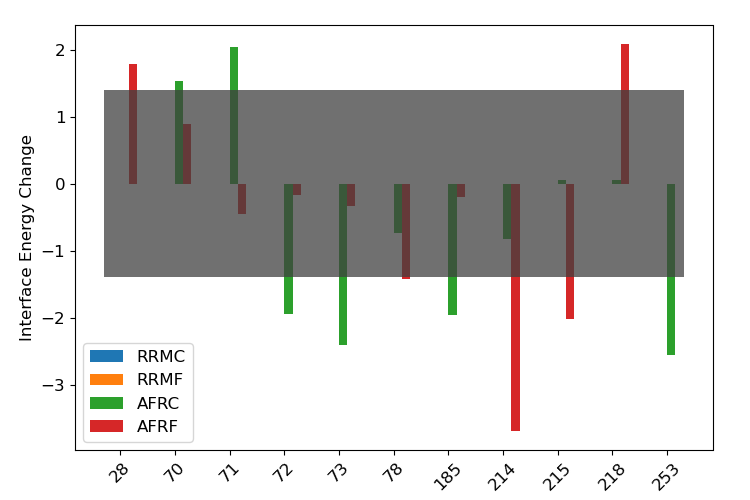 Interface Energy Change
2
1
0
−1
−2
−3
RRMC
RRMF
AFRC
AFRF
28 70 71 72 73 78 185 214 215 218 253